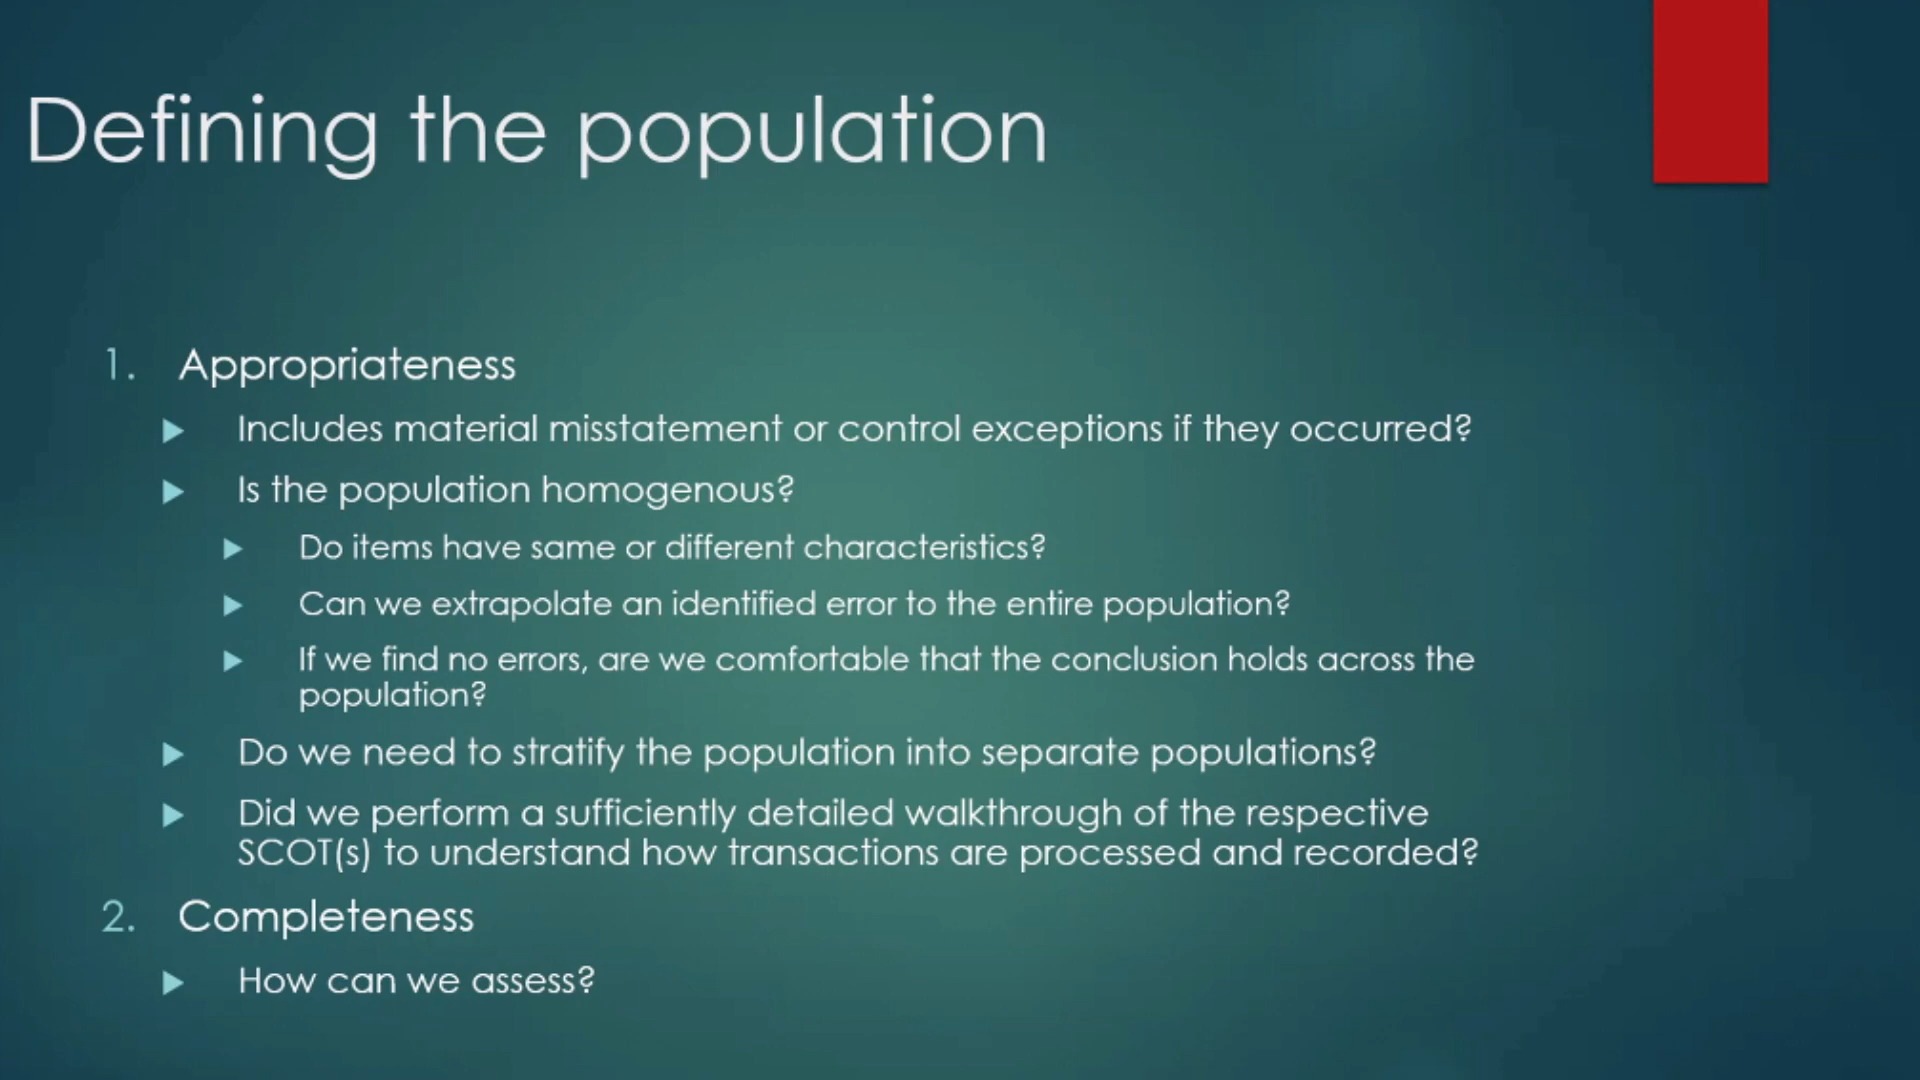 Defining the population
1. Appropriateness
Includes material misstatement or control exceptions if they occurred?
Is the population homogenous?
Do items have same or different characteristics?
Can we extrapolate an identified error to the entire population?
If we find no errors, are we comfortable that the conclusion holds across the
population?
Do we need to stratify the population into separate populations?
Did we perform a sufficiently detailed walkthrough of the respective
SCOT(s) to understand how transactions are processed and recorded?
2. Completeness
How can we assess?